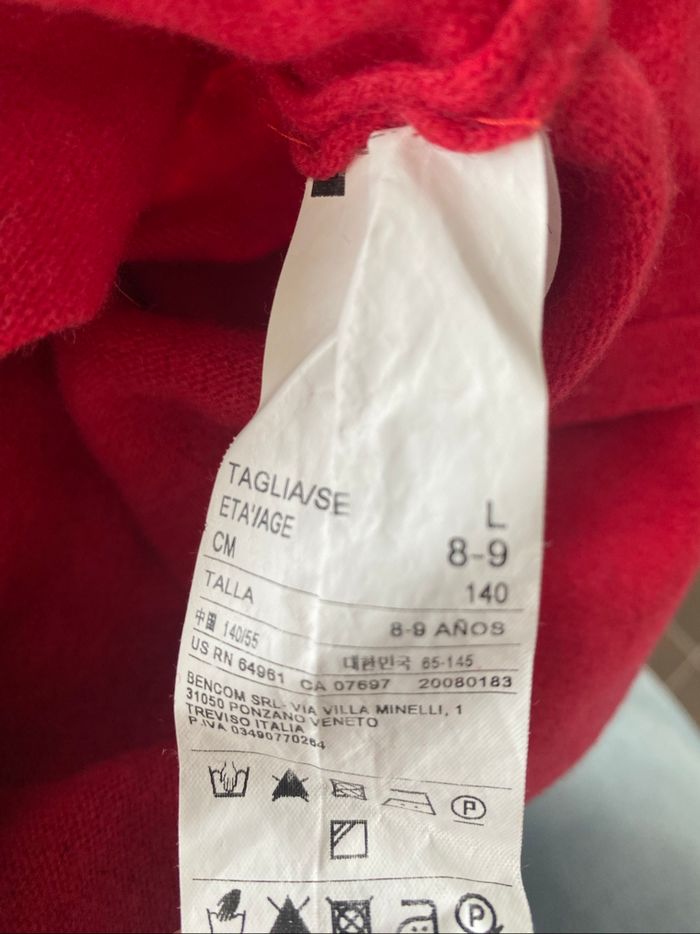 TAGLIA/SE L
ETA'/AGE 8-9
CM 140
TALLA 8-9 AÑOS
中国 140/55 대한민국 65-145
US RN 64961 CA 07697 20080183
BENCOM SRL- VIA VILLA MINELLI, 1
31050 PONZANO VENETO
TREVISO ITALIA
P.IVA 03490770264
P
P